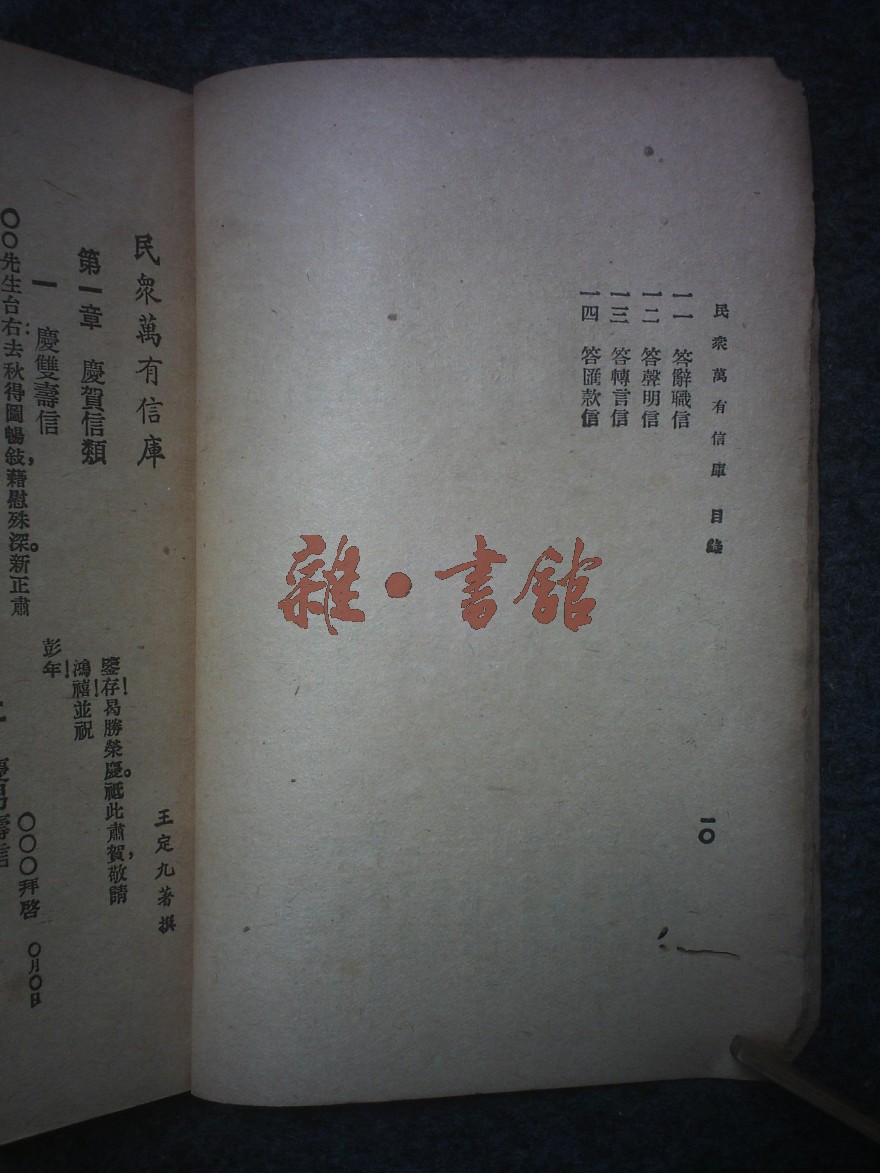 民衆萬有信庫 目錄
一一 答辭職信
一二 答聲明信
一三 答轉言信
一四 答匯款信
一〇
雜·書館
王定九著撰
民衆萬有信庫
鑒存!曷勝榮慶。祗此肅賀,敬請
第一章 慶賀信類
鴻禧!並祝
一 慶雙壽信
彭年!
〇〇〇拜啓 〇月〇日
〇〇先生台右:去秋得圖暢敍,藉慰殊深。新正肅